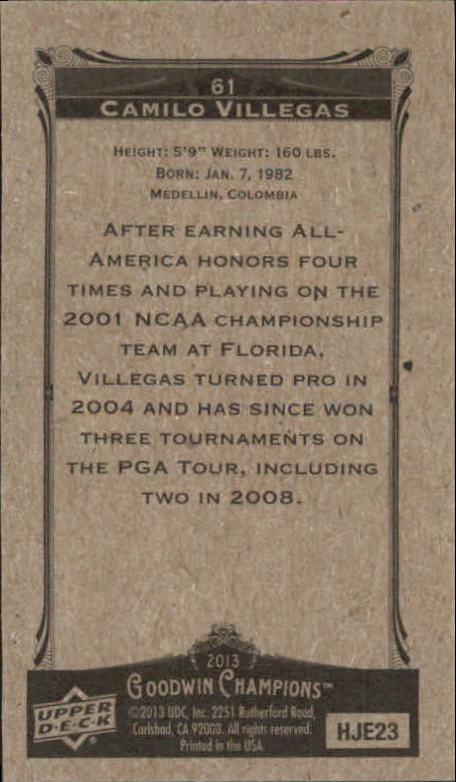 61
CAMILO VILLEGAS
HEIGHT: 5'9" WEIGHT: 160 LBS.
BORN: JAN. 7, 1982
MEDELLIN, COLOMBIA
AFTER EARNING ALL-
AMERICA HONORS FOUR
TIMES AND PLAYING ON THE
2001 NCAA CHAMPIONSHIP
TEAM AT FLORIDA,
VILLEGAS TURNED PRO IN
2004 AND HAS SINCE WON
THREE TOURNAMENTS ON
THE PGA TOUR, INCLUDING
TWO IN 2008.
2013
GOODWIN CHAMPIONS™
UPPER
D·E·C·K
©2013 UDC, Inc. 2251 Rutherford Road,
Carlsbad, CA 92008. All rights reserved.
Printed in the USA.
HJE23